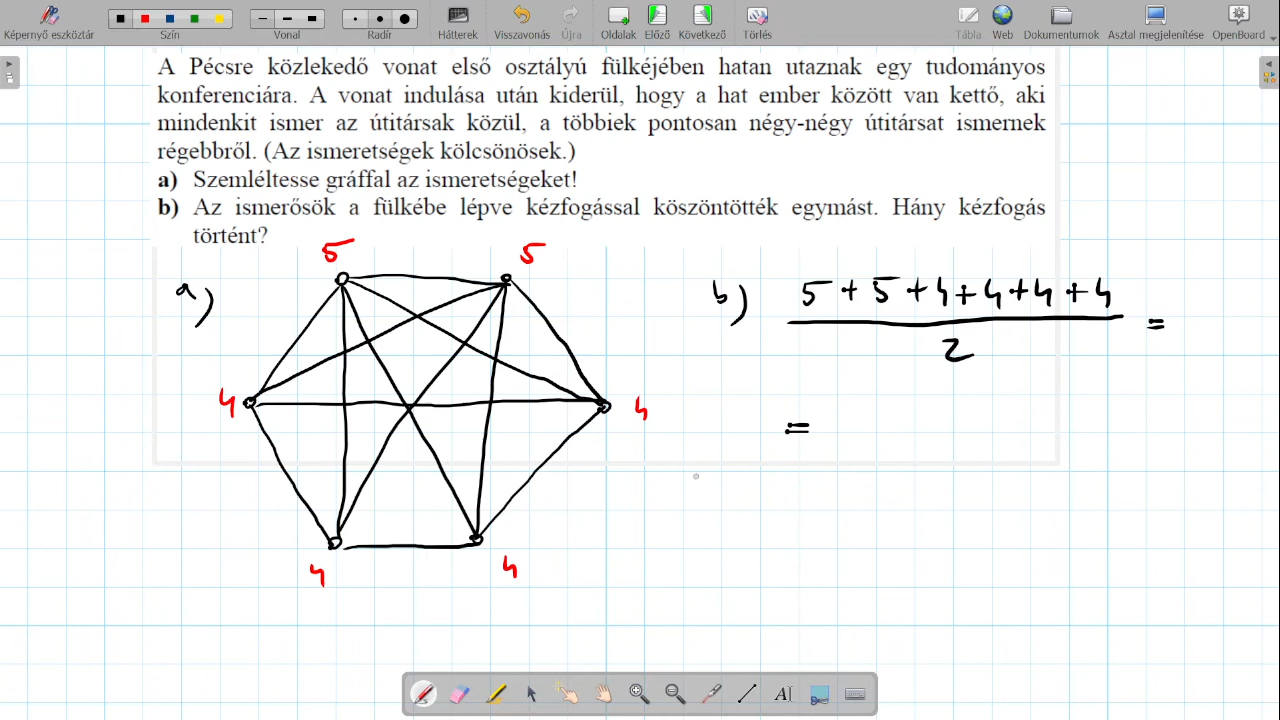 Képernyő eszköztár Szín Vonal Radír Hátterek Visszavonás Újra Oldalak Előző Következő Törlés Tábla Web Dokumentumok Asztal megjelenítése OpenBoard
A Pécsre közlekedő vonat első osztályú fülkéjében hatan utaznak egy tudományos
konferenciára. A vonat indulása után kiderül, hogy a hat ember között van kettő, aki
mindenkit ismer az útitársak közül, a többiek pontosan négy-négy útitársat ismernek
régebbről. (Az ismeretségek kölcsönösek.)
a) Szemléltesse gráffal az ismeretségeket!
b) Az ismerősök a fülkébe lépve kézfogással köszöntötték egymást. Hány kézfogás
történt?
a)
5 5
4 4
4 4
b) 5 + 5 + 4 + 4 + 4 + 4
2
=
=
A